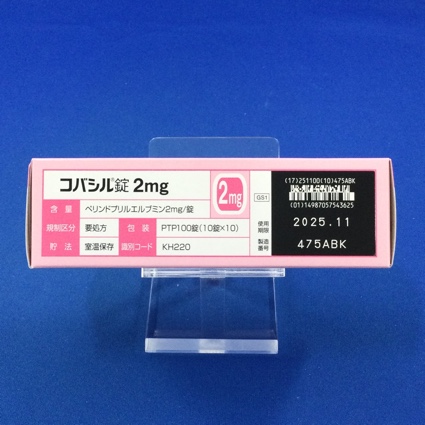 コバシル®錠 2mg
2mg
含量 ペリンドプリルエルブミン2mg/錠
規制区分 要処方 包装 PTP100錠(10錠×10)
貯法 室温保存 識別コード KH220
GS1
(17)251100(10)475ABK
(01)14987057543625
使用期限 2025.11
製造番号 475ABK